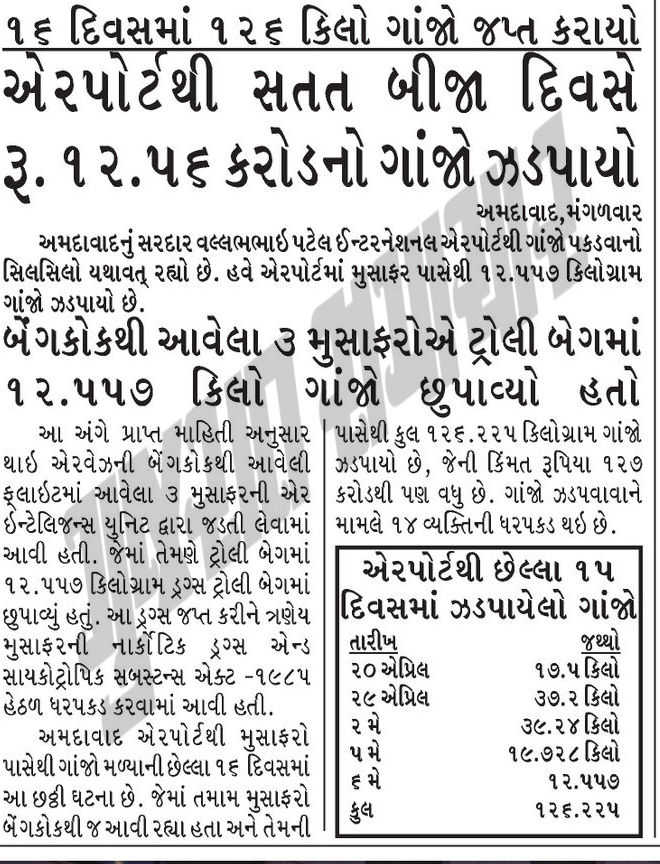 ૧૬ દિવસમાં ૧૨૬ કિલો ગાંજો જપ્ત કરાયો
એરપોર્ટથી સતત બીજા દિવસે
રૂ. ૧૨.૫૬ કરોડનો ગાંજો ઝડપાયો
અમદાવાદ,મંગળવાર
અમદાવાદનું સરદાર વલ્લભભાઇ પટેલ ઈન્ટરનેશનલ એરપોર્ટથી ગાંજો પકડવાનો
સિલસિલો યથાવત્ રહ્યો છે. હવે એરપોર્ટમાં મુસાફર પાસેથી ૧૨.૫૫૭ કિલોગ્રામ
ગાંજો ઝડપાયો છે.
બેંગકોકથી આવેલા ૩ મુસાફરોએ ટ્રોલી બેગમાં
૧૨.૫૫૭ કિલો ગાંજો છુપાવ્યો હતો
આ અંગે પ્રાપ્ત માહિતી અનુસાર
થાઇ એરવેઝની બેંગકોકથી આવેલી
ફ્લાઇટમાં આવેલા ૩ મુસાફરની એર
ઈન્ટેલિજન્સ યુનિટ દ્વારા જડતી લેવામાં
આવી હતી. જેમાં તેમણે ટ્રોલી બેગમાં
૧૨.૫૫૭ કિલોગ્રામ ડ્રગ્સ ટ્રોલી બેગમાં
છુપાવ્યું હતું. આ ડ્રગ્સ જપ્ત કરીને ત્રણેય
મુસાફરની નાર્કોટિક ડ્રગ્સ એન્ડ
સાયકોટ્રોપિક સબસ્ટન્સ એક્ટ -૧૯૮૫
હેઠળ ધરપકડ કરવામાં આવી હતી.
અમદાવાદ એરપોર્ટથી મુસાફરો
પાસેથી ગાંજો મળ્યાની છેલ્લા ૧૬ દિવસમાં
આ છઠ્ઠી ઘટના છે. જેમાં તમામ મુસાફરો
બેંગકોકથી જ આવી રહ્યા હતા અને તેમની
પાસેથી કુલ ૧૨૬.૨૨૫ કિલોગ્રામ ગાંજો
ઝડપાયો છે, જેની કિંમત રૂપિયા ૧૨૭
કરોડથી પણ વધુ છે. ગાંજો ઝડપવાવાને
મામલે ૧૪ વ્યક્તિની ધરપકડ થઇ છે.
એરપોર્ટથી છેલ્લા ૧૫
દિવસમાં ઝડપાયેલો ગાંજો
તારીખ જથ્થો
૨૦ એપ્રિલ ૧૭.૫ કિલો
૨૯ એપ્રિલ ૩૭.૨ કિલો
૨ મે ૩૯.૨૪ કિલો
૫ મે ૧૯.૭૨૮ કિલો
૬ મે ૧૨.૫૫૭
કુલ ૧૨૬.૨૨૫
ગુજરાત સમાચાર